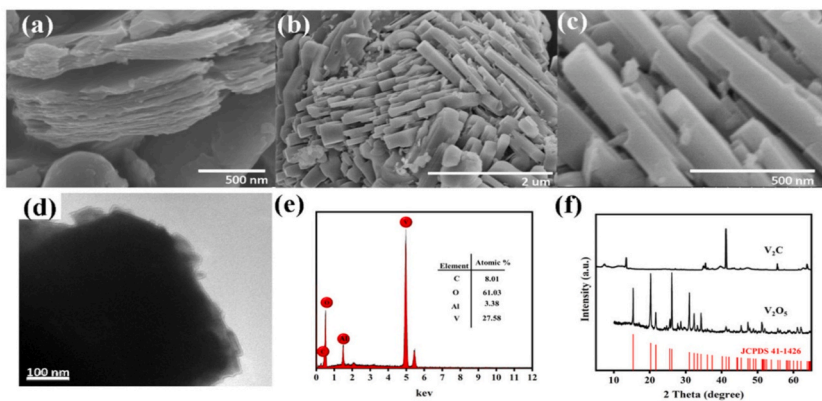 (a)
500 nm
(b)
2 um
(c)
500 nm
(d)
100 nm
(e)
Element Atomic %
C 8.01
O 61.03
Al 3.38
V 27.58
0 1 2 3 4 5 6 7 8 9 10 11 12
kev
(f)
Intensity (a.u.)
V₂C
V₂O₅
JCPDS 41-1426
10 20 30 40 50 60
2 Theta (degree)